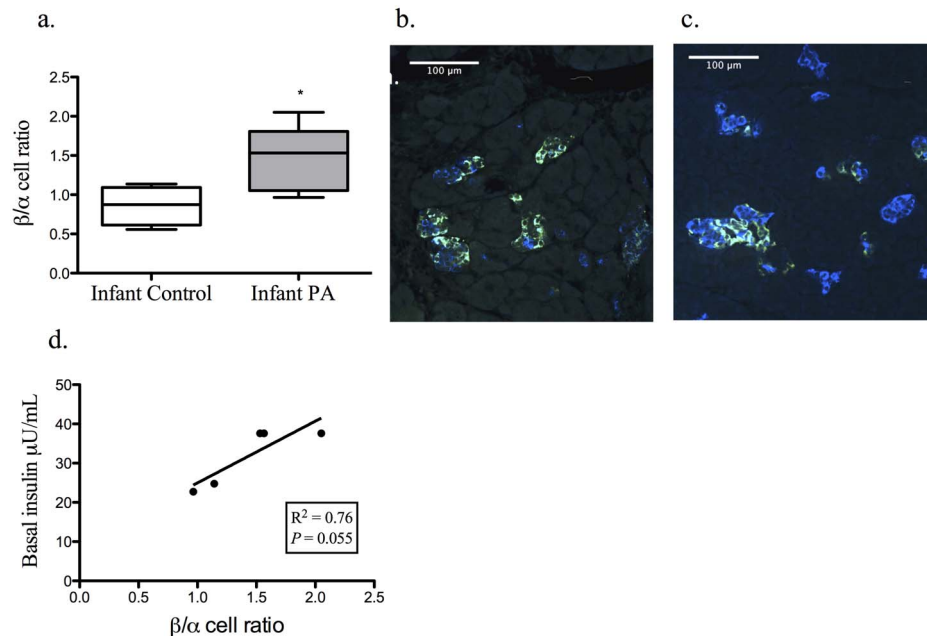 a.
2.5
2.0
1.5
1.0
0.5
0.0
β/α cell ratio
*
Infant Control
Infant PA
b.
100 µm
c.
100 µm
d.
50
40
30
20
10
0
Basal insulin µU/mL
R² = 0.76
P = 0.055
0.0 0.5 1.0 1.5 2.0 2.5
β/α cell ratio